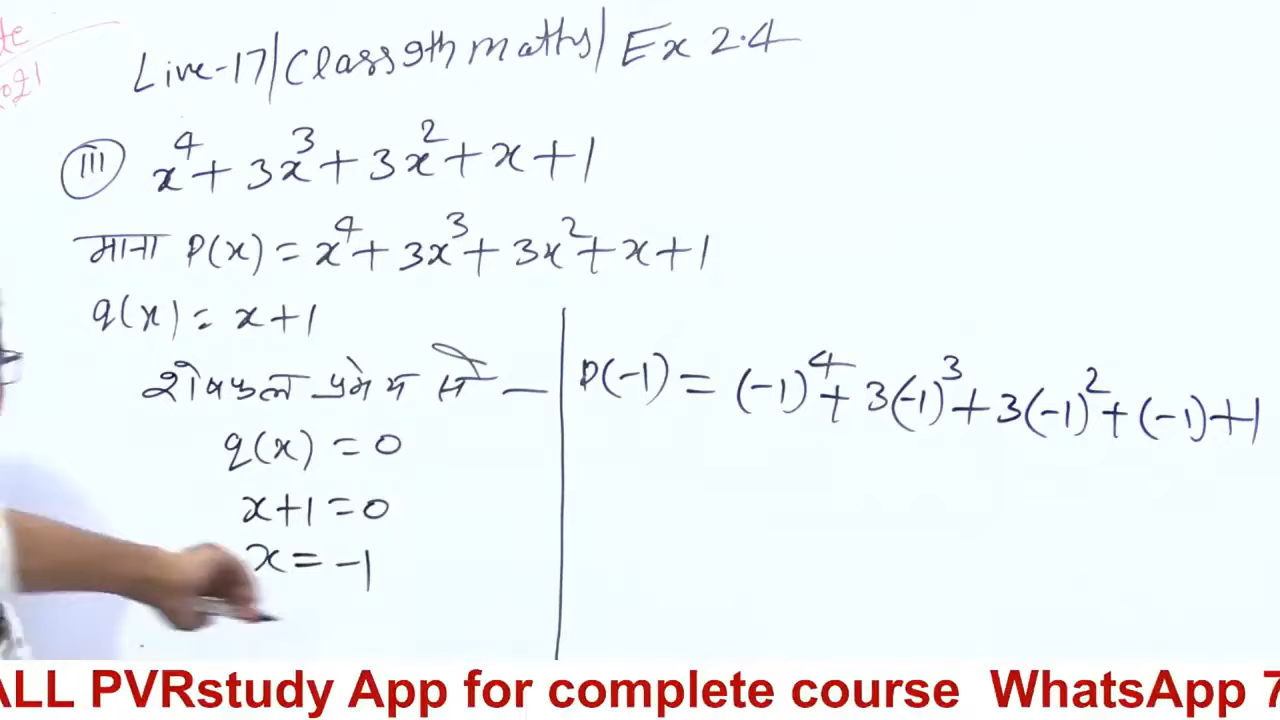 te
2021
Live-17/Class 9th maths/ Ex 2.4
(iii) x⁴ + 3x³ + 3x² + x + 1
माना P(x) = x⁴ + 3x³ + 3x² + x + 1
q(x) = x + 1
शेषफल प्रमेय से —
q(x) = 0
x + 1 = 0
x = -1
P(-1) = (-1)⁴ + 3(-1)³ + 3(-1)² + (-1) + 1
ALL PVRstudy App for complete course WhatsApp 7